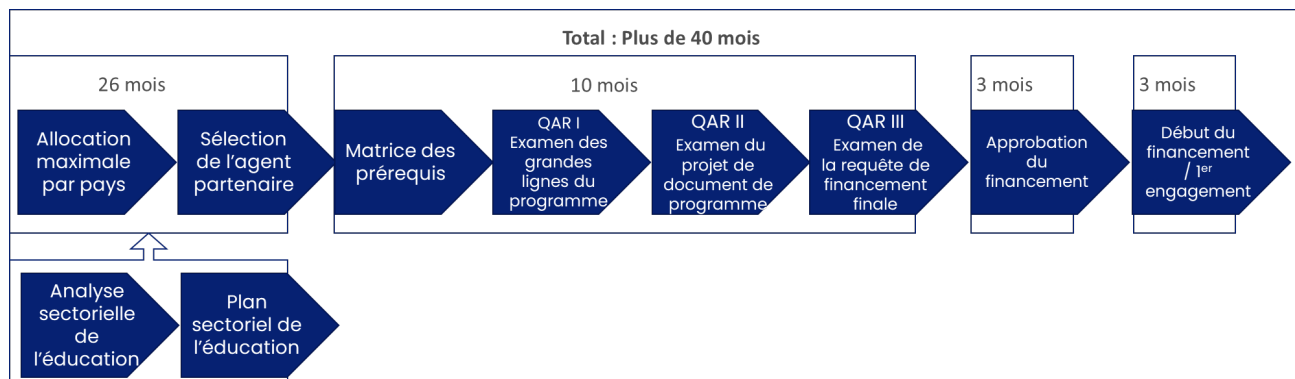 Total : Plus de 40 mois
26 mois
10 mois
3 mois
3 mois
Allocation
maximale
par pays
Sélection
de l'agent
partenaire
Matrice des
prérequis
QAR I
Examen des
grandes
lignes du
programme
QAR II
Examen du
projet de
document de
programme
QAR III
Examen de
la requête de
financement
finale
Approbation
du
financement
Début du
financement
/ 1er
engagement
Analyse
sectorielle
de
l'éducation
Plan
sectoriel de
l'éducation